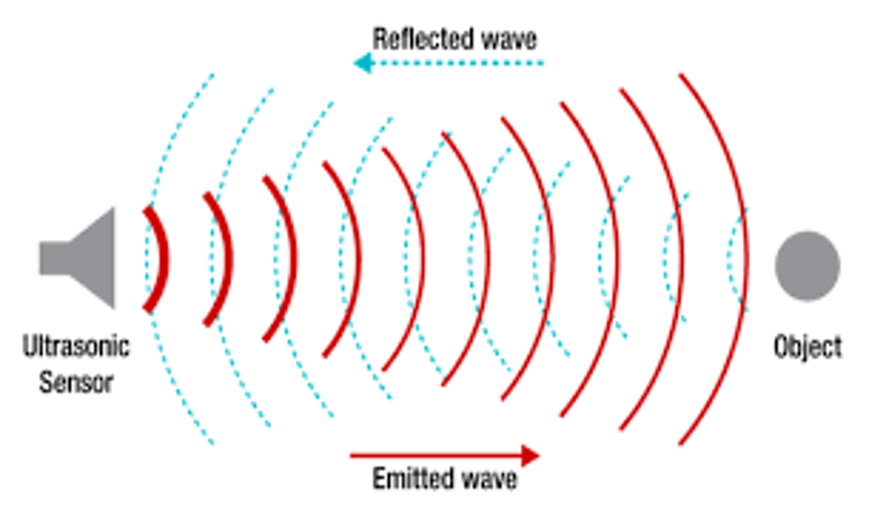 Reflected wave
Ultrasonic
Sensor
Object
Emitted wave